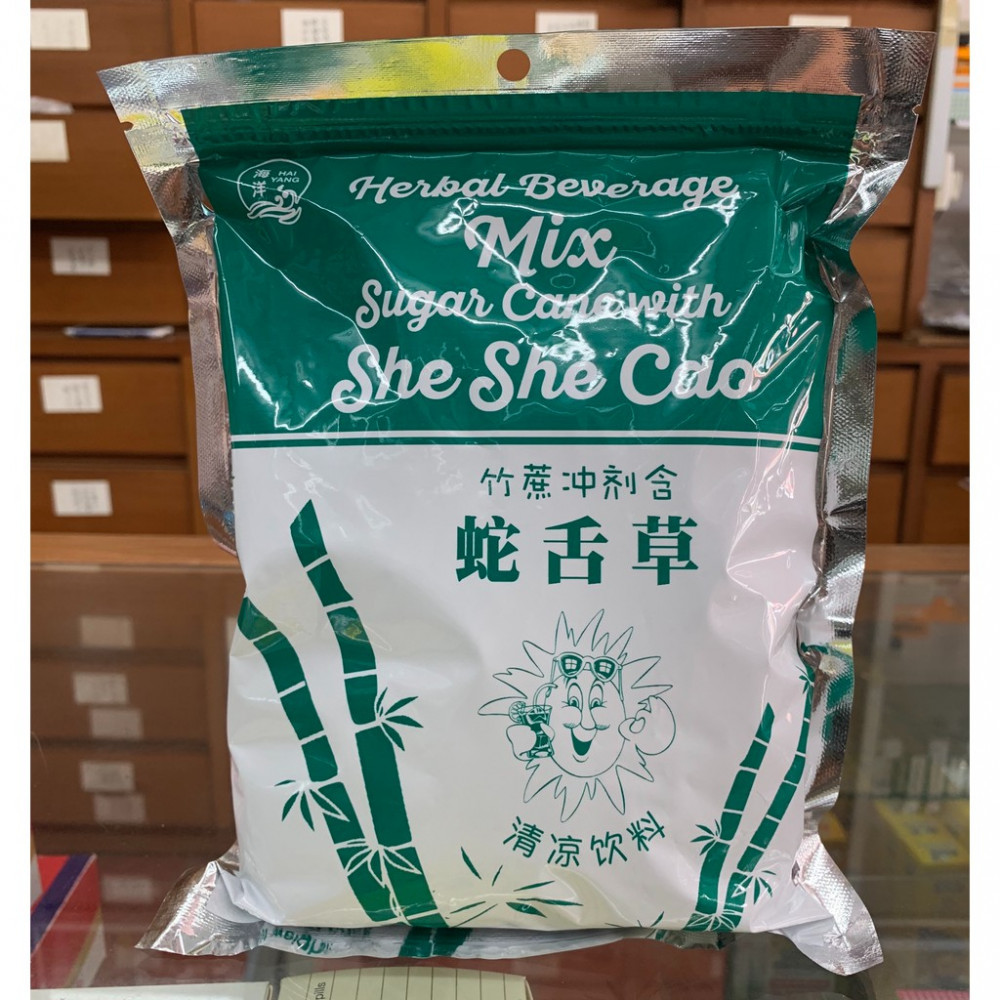 海洋
HAI YANG
Herbal Beverage
Mix
Sugar Cane with
She She Cao
竹蔗冲剂含
蛇舌草
清凉饮料
pills